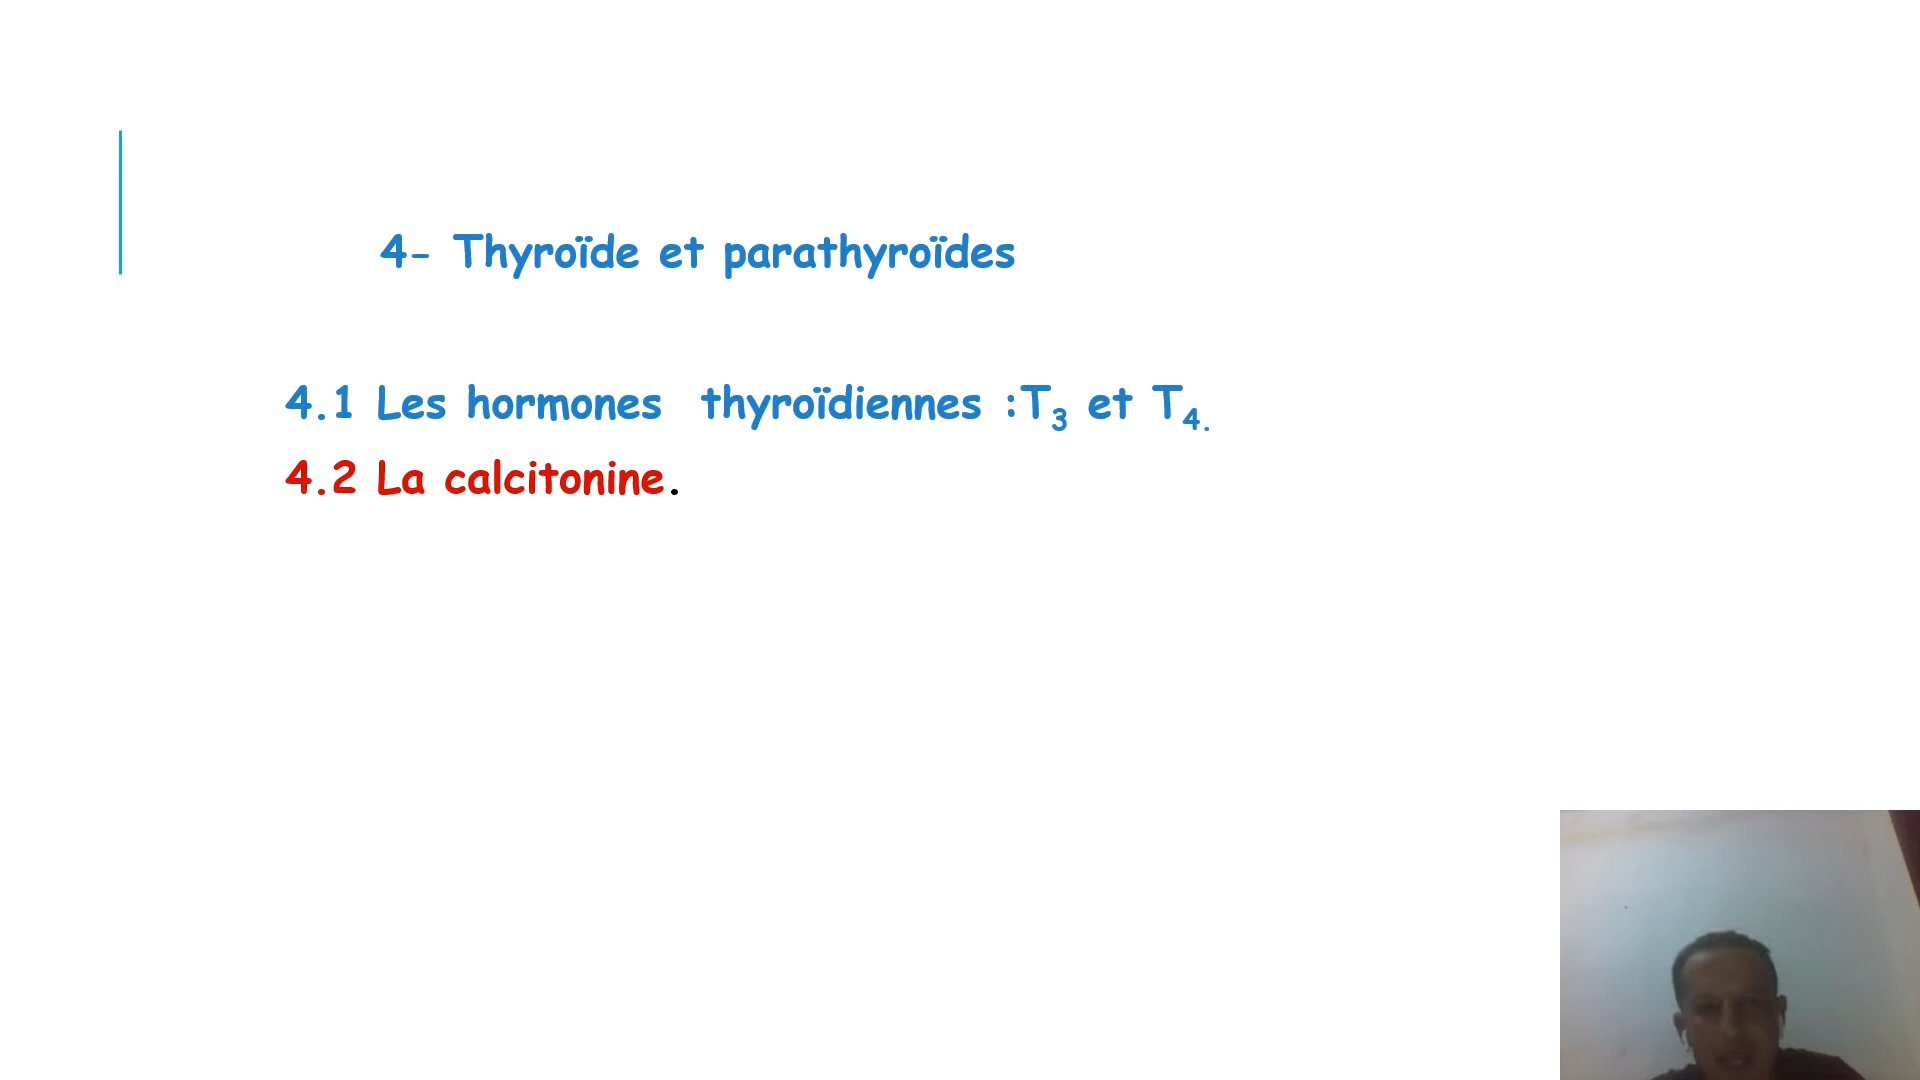 4- Thyroïde et parathyroïdes
4.1 Les hormones thyroïdiennes :T₃ et T₄.
4.2 La calcitonine.